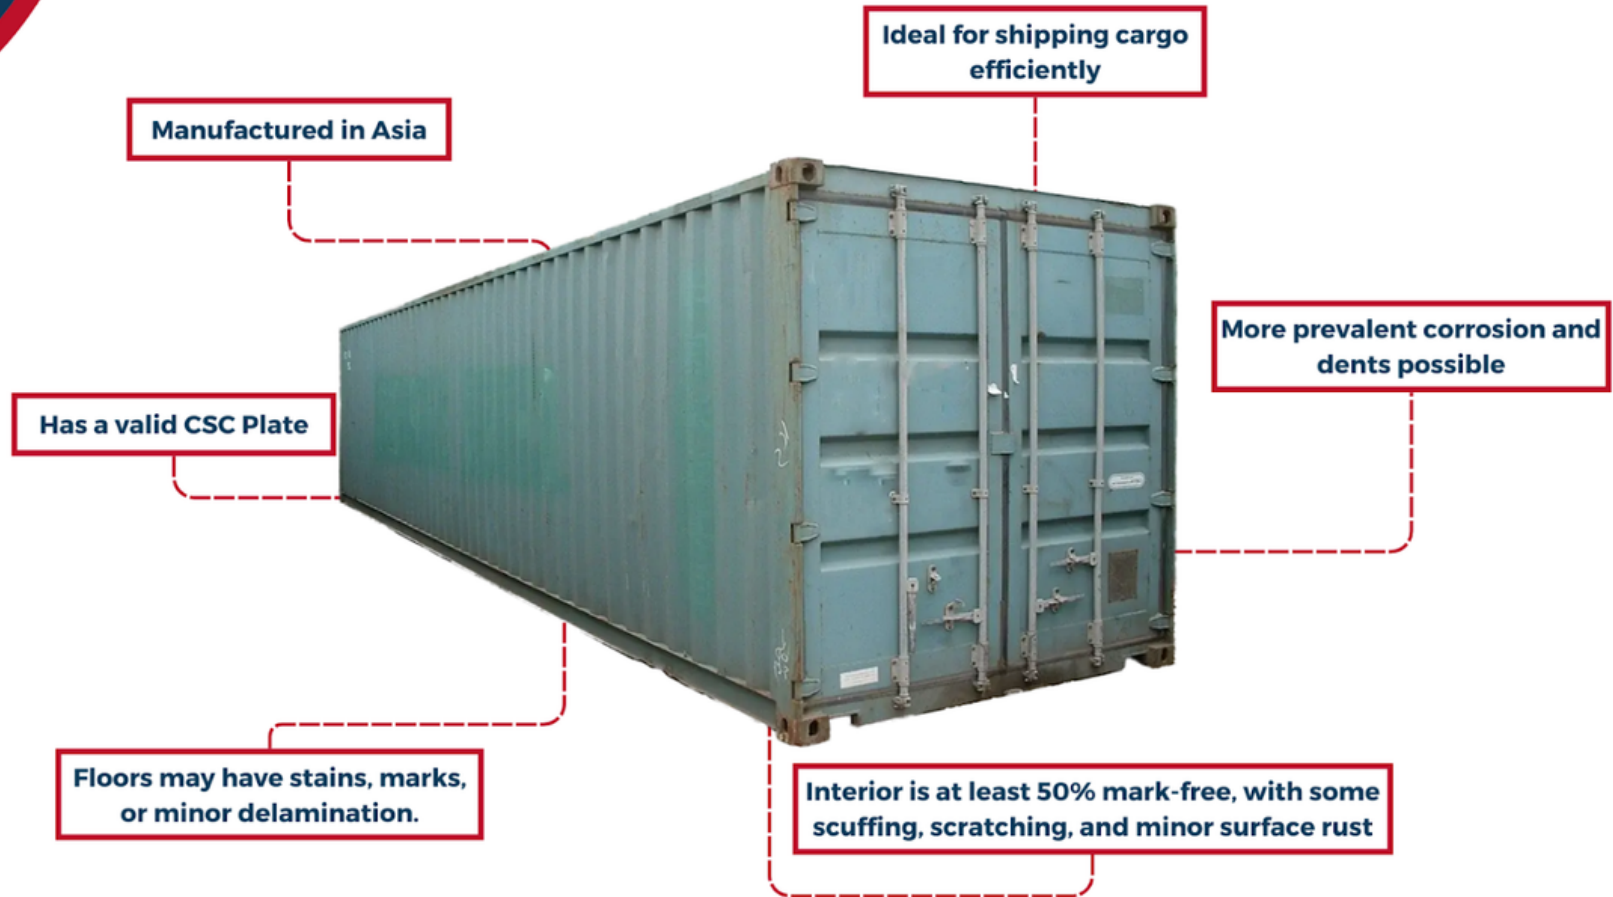 Ideal for shipping cargo
efficiently
Manufactured in Asia
More prevalent corrosion and
dents possible
Has a valid CSC Plate
Floors may have stains, marks,
or minor delamination.
Interior is at least 50% mark-free, with some
scuffing, scratching, and minor surface rust